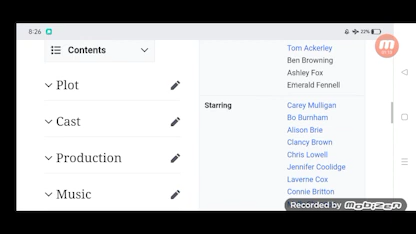 8:26
22%
Contents
Tom Ackerley
Ben Browning
Ashley Fox
Emerald Fennell
Plot
Starring
Carey Mulligan
Bo Burnham
Alison Brie
Clancy Brown
Chris Lowell
Jennifer Coolidge
Laverne Cox
Connie Britton
Cast
Production
Music
Recorded by MOBIZEN